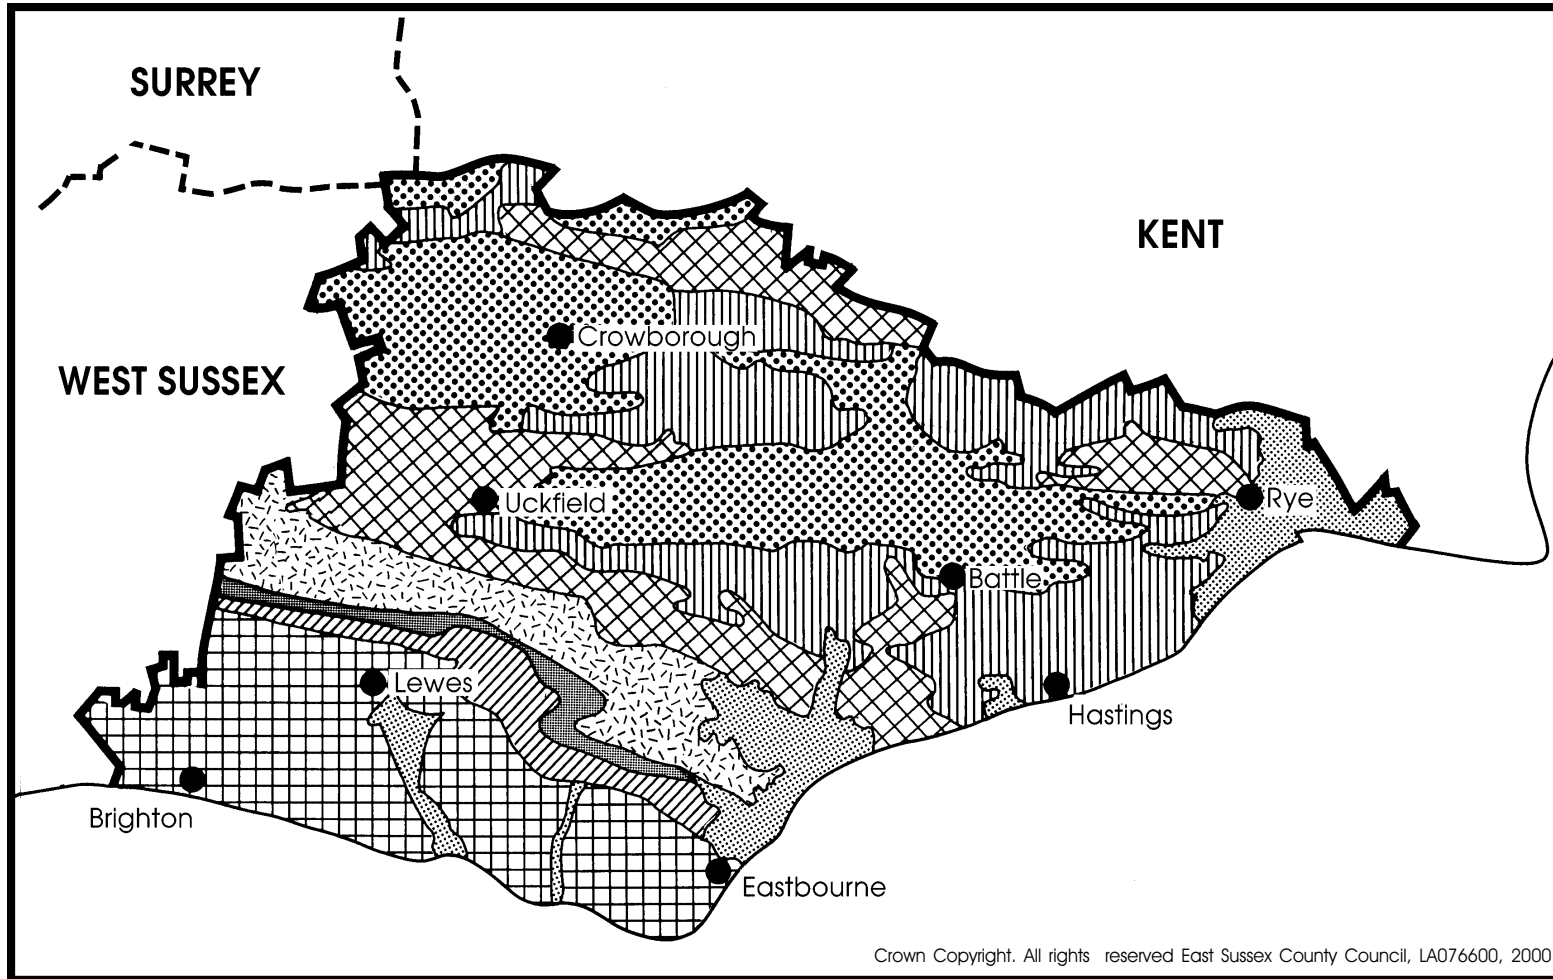 SURREY
KENT
Crowborough
WEST SUSSEX
Uckfield
Rye
Battle
Lewes
Hastings
Brighton
Eastbourne
Crown Copyright. All rights reserved East Sussex County Council, LA076600, 2000